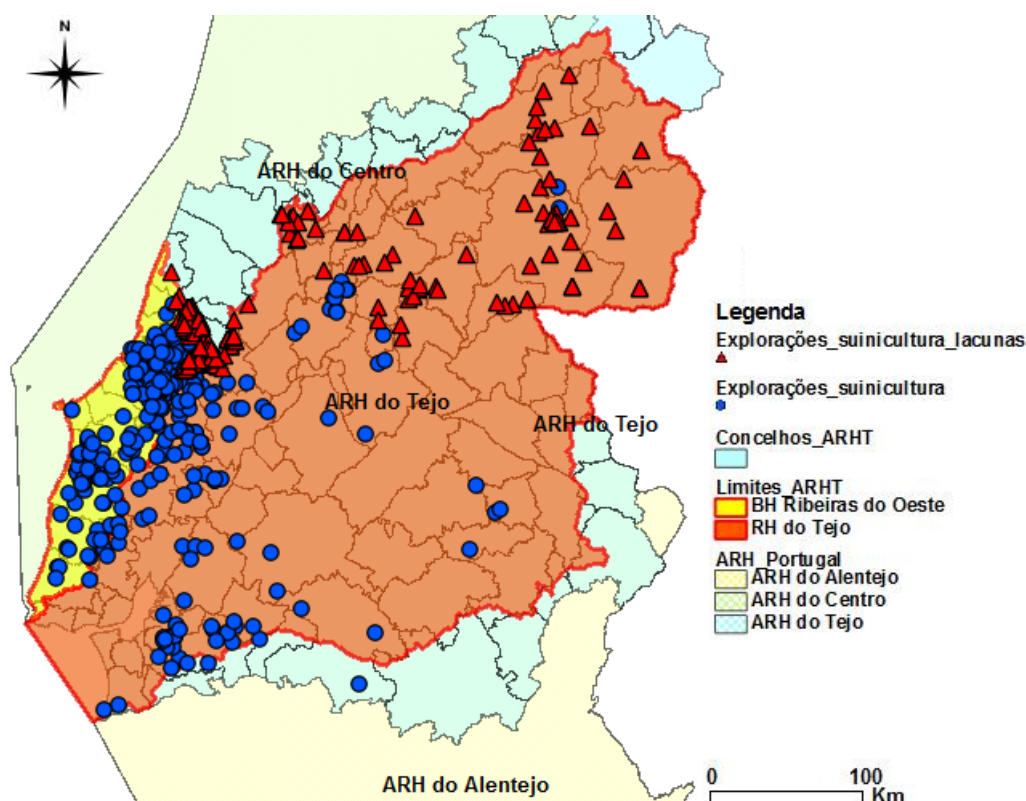 N
ARH do Centro
ARH do Tejo
ARH do Tejo
ARH do Alentejo
Legenda
Explorações_suinicultura_lacunas
Explorações_suinicultura
Concelhos_ARHT
Limites_ARHT
BH Ribeiras do Oeste
RH do Tejo
ARH_Portugal
ARH do Alentejo
ARH do Centro
ARH do Tejo
0 100
Km